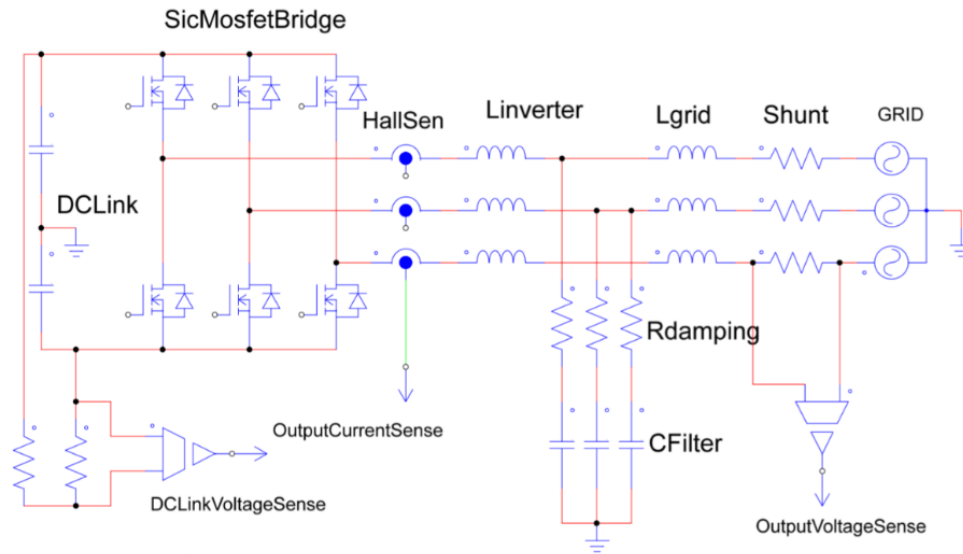 SicMosfetBridge
HallSen
Linverter
Lgrid
Shunt
GRID
DCLink
Rdamping
CFilter
OutputCurrentSense
DCLinkVoltageSense
OutputVoltageSense